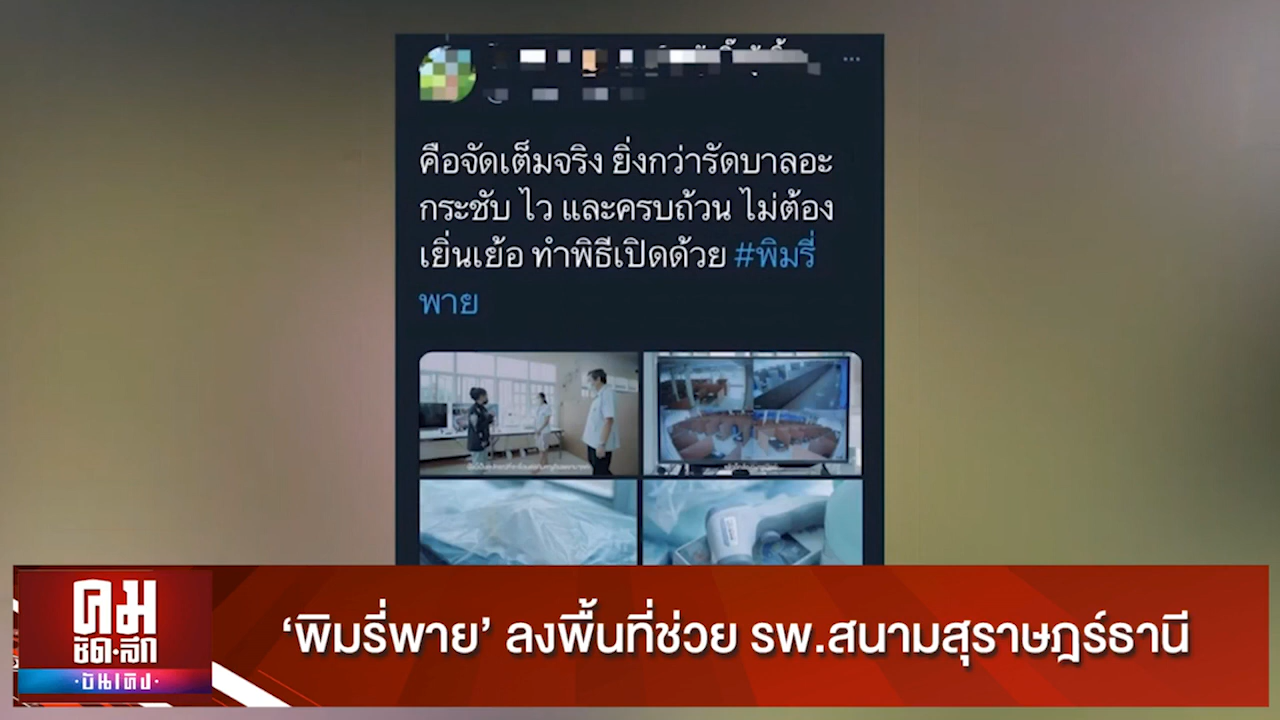 คือจัดเต็มจริง ยิ่งกว่ารัดบาลอะ
กระชับ ไว และครบถ้วน ไม่ต้อง
เยิ่นเย้อ ทำพิธีเปิดด้วย #พิมรี่
พาย
คม
ชัด•ลึก
•บันเทิง•
‘พิมรี่พาย’ ลงพื้นที่ช่วย รพ.สนามสุราษฎร์ธานี